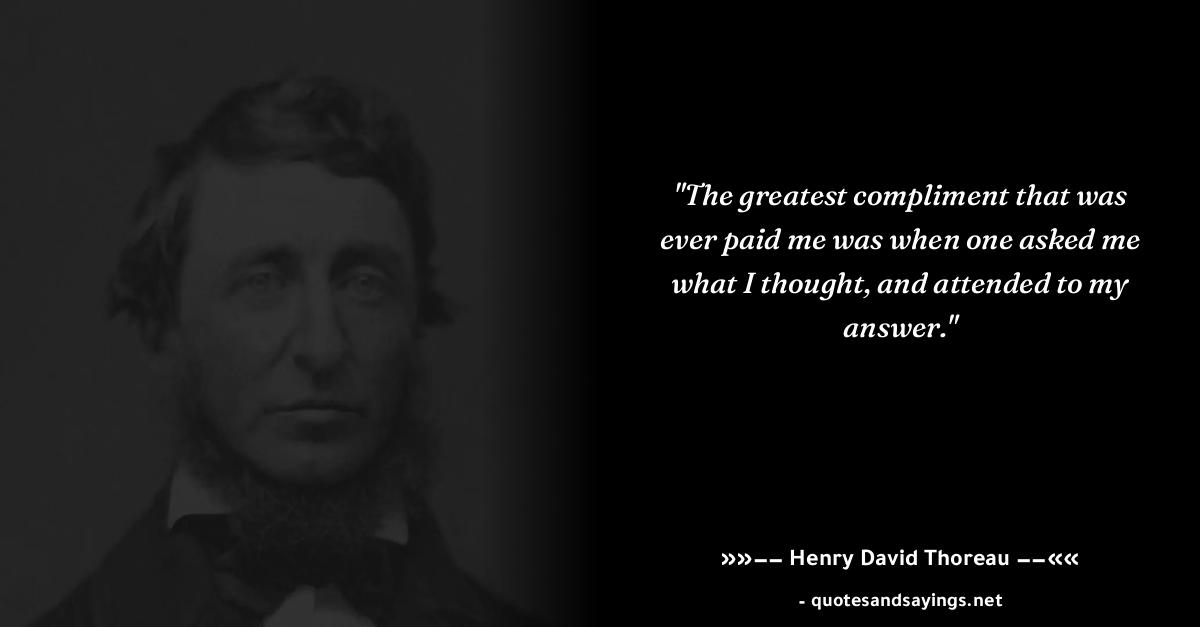 "The greatest compliment that was
ever paid me was when one asked me
what I thought, and attended to my
answer."
»»−− Henry David Thoreau −−««
- quotesandsayings.net